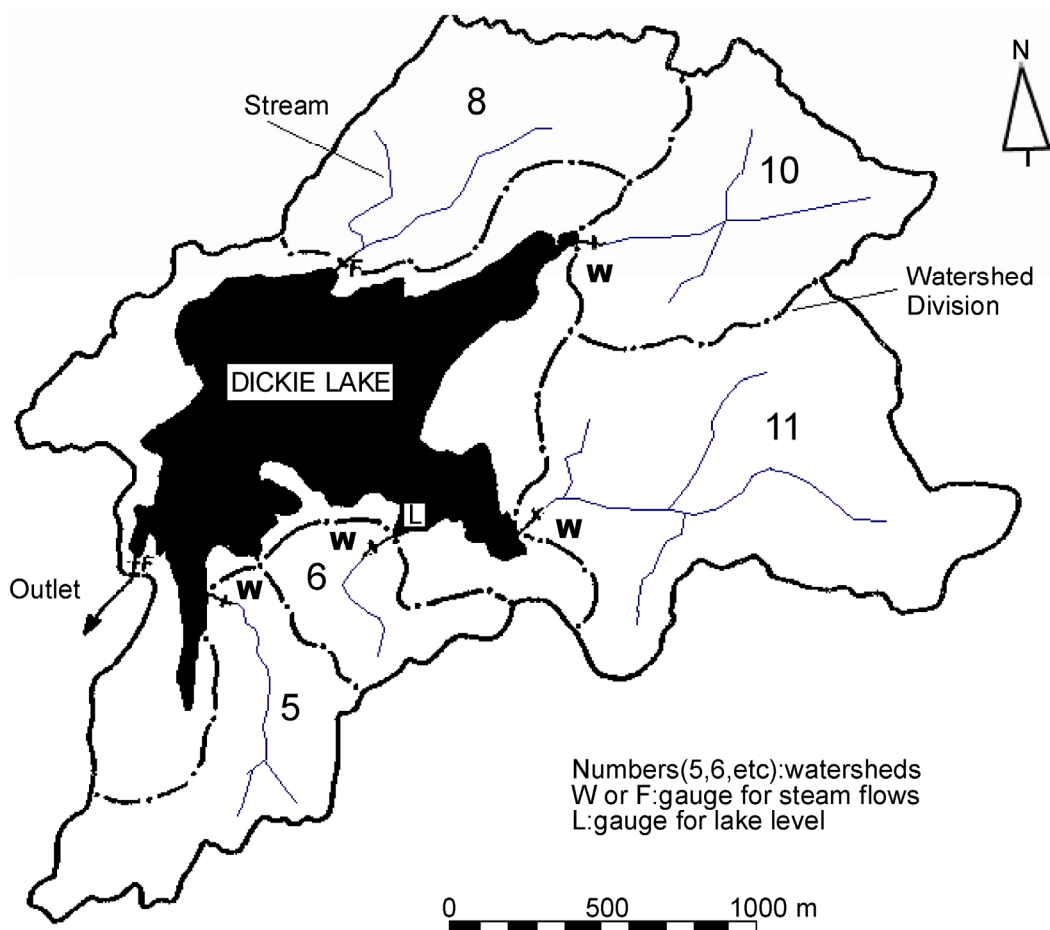 N
8
Stream
10
F
W
Watershed
Division
DICKIE LAKE
11
L
W
W
F
6
Outlet
W
5
Numbers(5,6,etc):watersheds
W or F:gauge for steam flows
L:gauge for lake level
0 500 1000 m